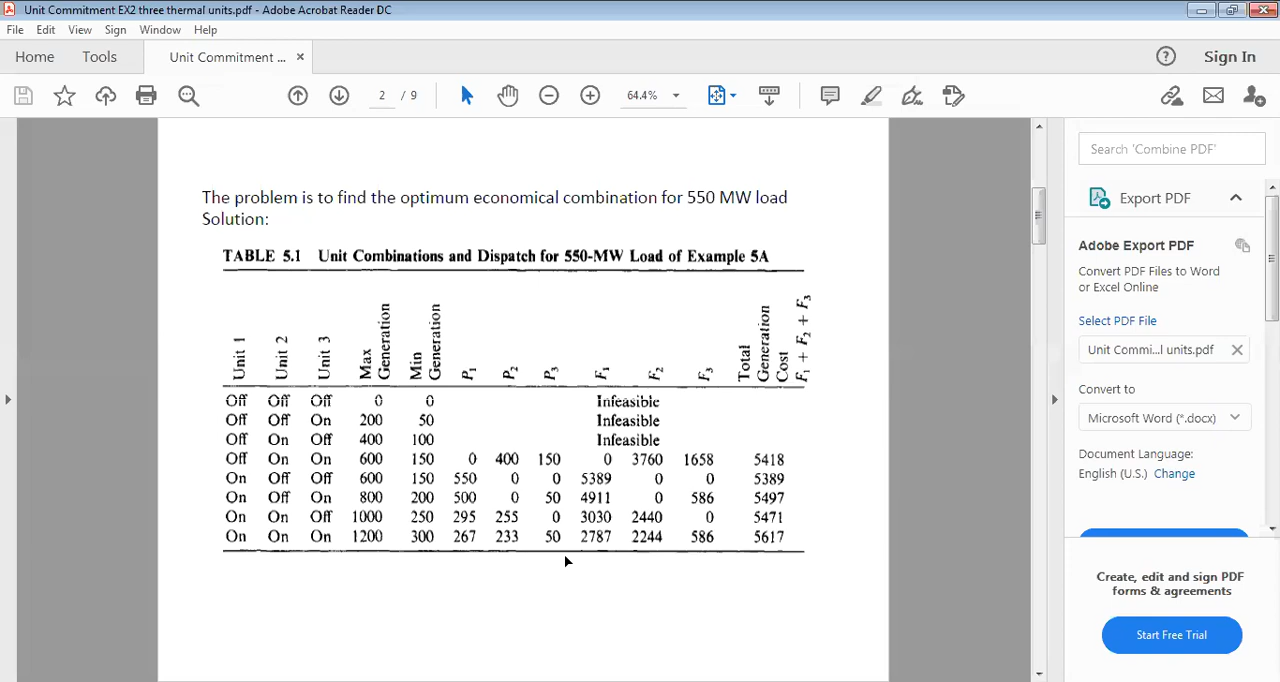 Unit Commitment EX2 three thermal units.pdf - Adobe Acrobat Reader DC
File Edit View Sign Window Help
Home Tools Unit Commitment ... × Sign In
2 / 9 64.4%
The problem is to find the optimum economical combination for 550 MW load
Solution:
TABLE 5.1 Unit Combinations and Dispatch for 550-MW Load of Example 5A
Unit 1 Unit 2 Unit 3 Max Generation Min Generation P1 P2 P3 F1 F2 F3 Total Generation Cost F1 + F2 + F3
Off Off Off 0 0 Infeasible
Off Off On 200 50 Infeasible
Off On Off 400 100 Infeasible
Off On On 600 150 0 400 150 0 3760 1658 5418
On Off On 600 150 550 0 0 5389 0 0 5389
On Off On 800 200 500 0 50 4911 0 586 5497
On On Off 1000 250 295 255 0 3030 2440 0 5471
On On On 1200 300 267 233 50 2787 2244 586 5617
Search 'Combine PDF'
Export PDF
Adobe Export PDF
Convert PDF Files to Word
or Excel Online
Select PDF File
Unit Commi...l units.pdf ×
Convert to
Microsoft Word (*.docx)
Document Language:
English (U.S.) Change
Create, edit and sign PDF
forms & agreements
Start Free Trial